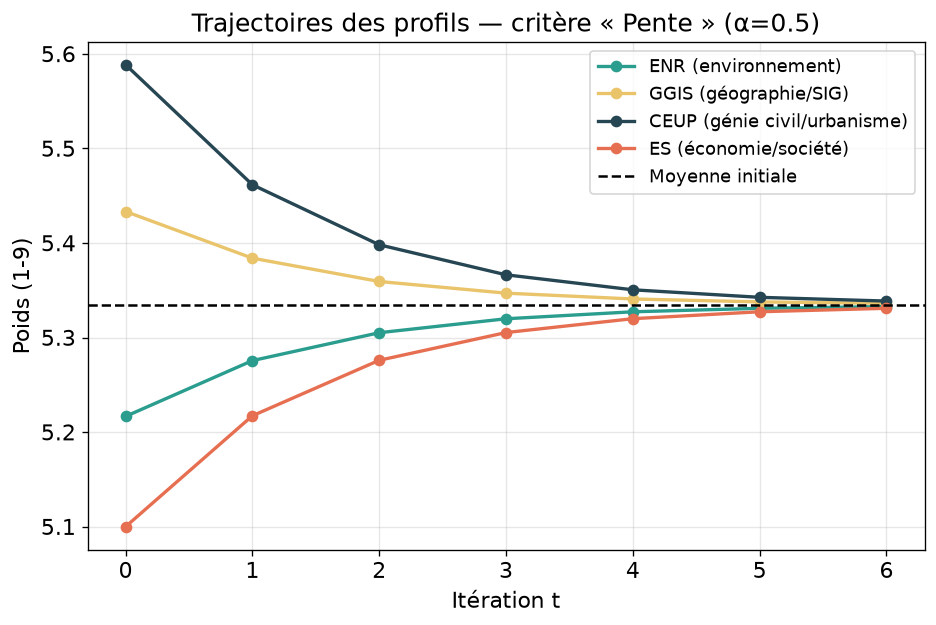 Trajectoires des profils — critère « Pente » (α=0.5)
ENR (environnement)
GGIS (géographie/SIG)
CEUP (génie civil/urbanisme)
ES (économie/société)
Moyenne initiale
Poids (1-9)
5.6
5.5
5.4
5.3
5.2
5.1
0 1 2 3 4 5 6
Itération t